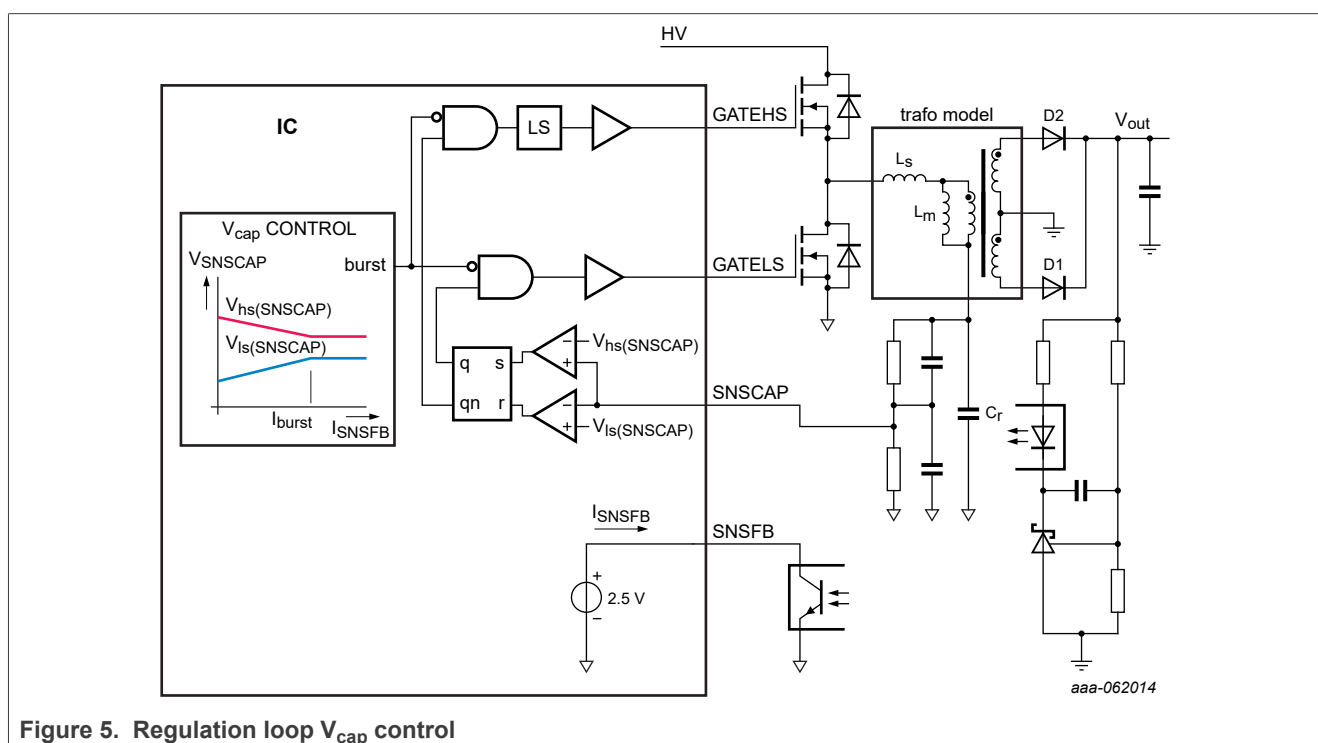 HV
IC
LS
GATEHS
trafo model
D2
Vout
Ls
Lm
Vcap CONTROL
VSNSCAP
burst
Vhs(SNSCAP)
Vls(SNSCAP)
Iburst
ISNSFB
GATELS
D1
q s
qn r
− Vhs(SNSCAP)
+
−
+ Vls(SNSCAP)
SNSCAP
Cr
ISNSFB
SNSFB
+
2.5 V
−
aaa-062014
Figure 5. Regulation loop Vcap control